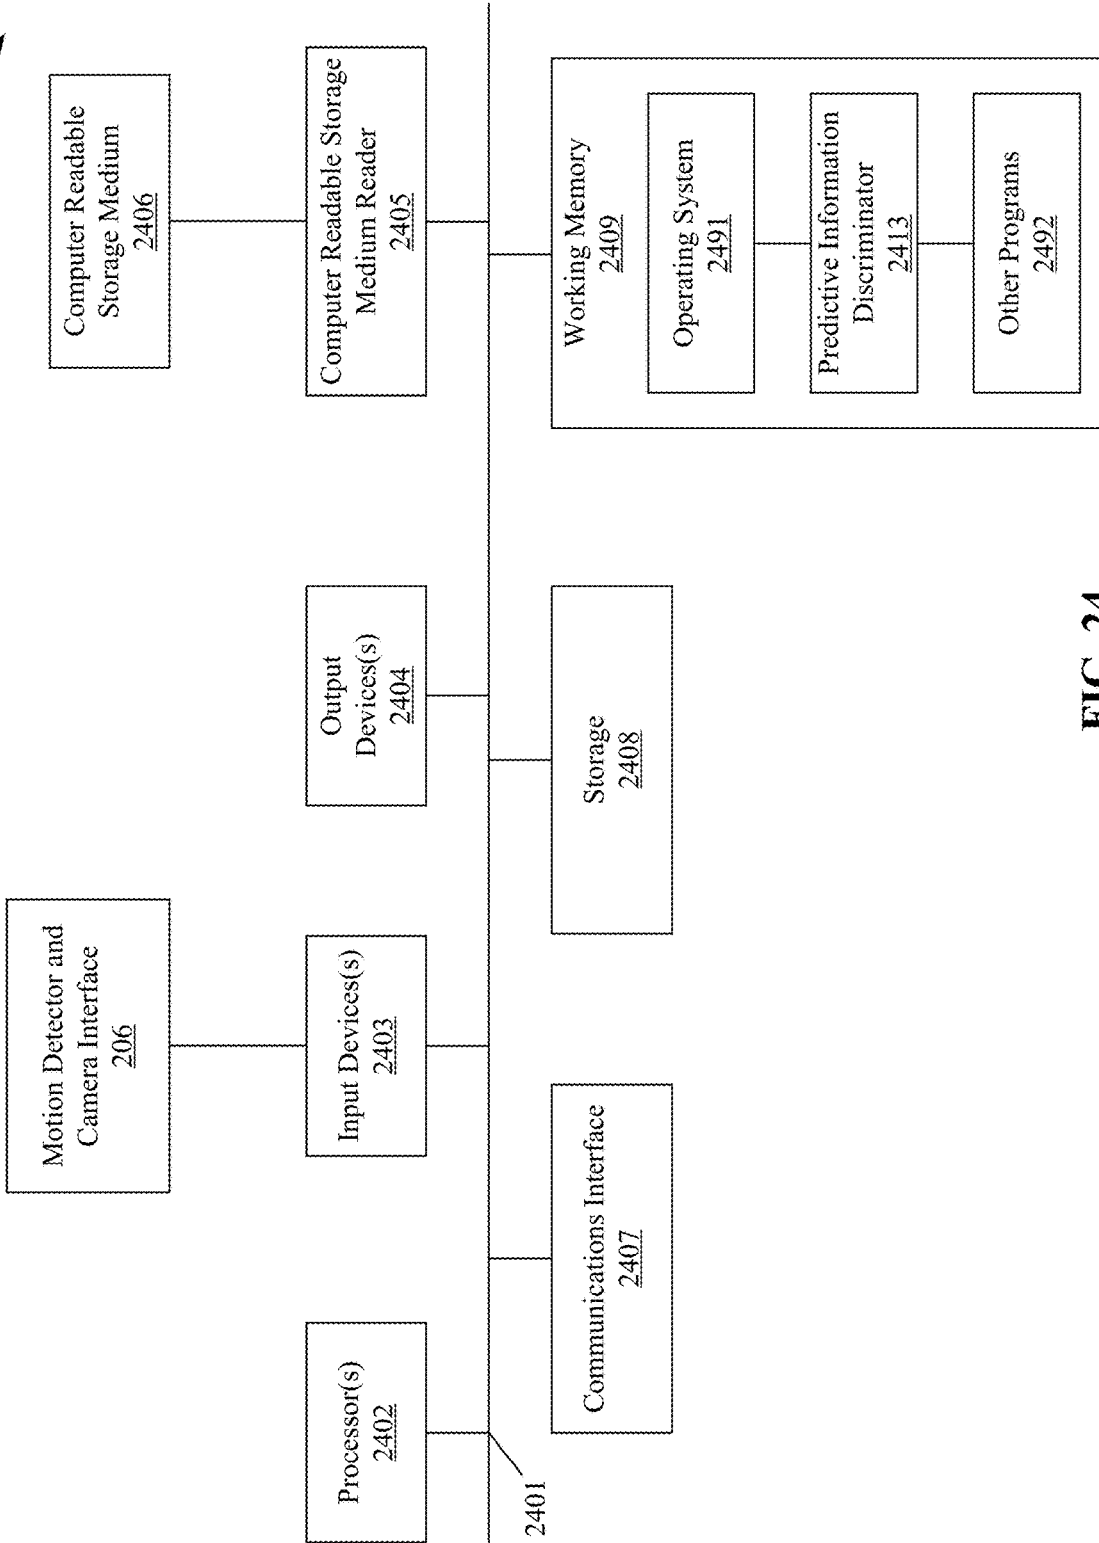 Motion Detector and
Camera Interface
206
Computer Readable
Storage Medium
2406
Processor(s)
2402
Input Devices(s)
2403
Output
Devices(s)
2404
Computer Readable Storage
Medium Reader
2405
2401
Communications Interface
2407
Storage
2408
Working Memory
2409
Operating System
2491
Predictive Information
Discriminator
2413
Other Programs
2492
FIG. 24